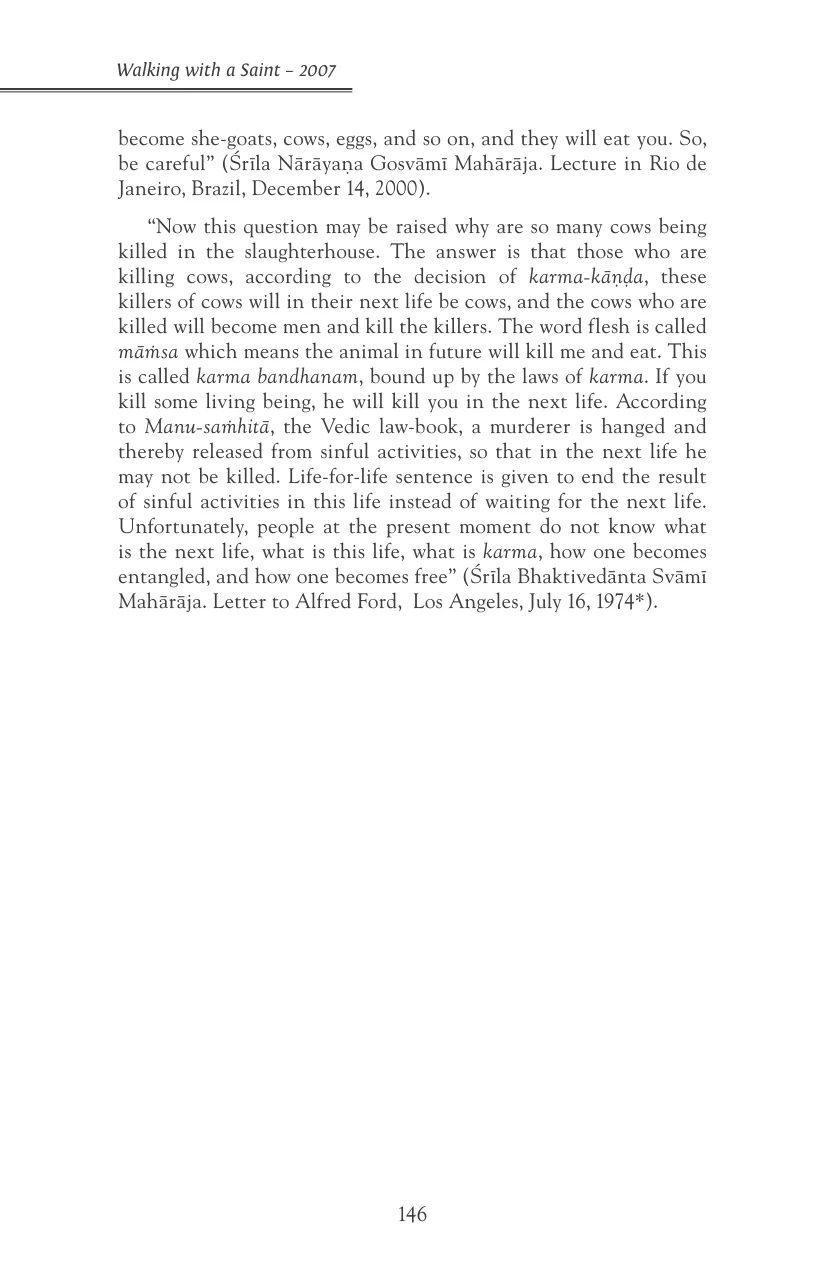 Walking with a Saint – 2007
become she-goats, cows, eggs, and so on, and they will eat you. So,
be careful” (Śrīla Nārāyaṇa Gosvāmī Mahārāja. Lecture in Rio de
Janeiro, Brazil, December 14, 2000).
“Now this question may be raised why are so many cows being
killed in the slaughterhouse. The answer is that those who are
killing cows, according to the decision of karma-kāṇḍa, these
killers of cows will in their next life be cows, and the cows who are
killed will become men and kill the killers. The word flesh is called
māṁsa which means the animal in future will kill me and eat. This
is called karma bandhanam, bound up by the laws of karma. If you
kill some living being, he will kill you in the next life. According
to Manu-saṁhitā, the Vedic law-book, a murderer is hanged and
thereby released from sinful activities, so that in the next life he
may not be killed. Life-for-life sentence is given to end the result
of sinful activities in this life instead of waiting for the next life.
Unfortunately, people at the present moment do not know what
is the next life, what is this life, what is karma, how one becomes
entangled, and how one becomes free” (Śrīla Bhaktivedānta Svāmī
Mahārāja. Letter to Alfred Ford,  Los Angeles, July 16, 1974*).
146